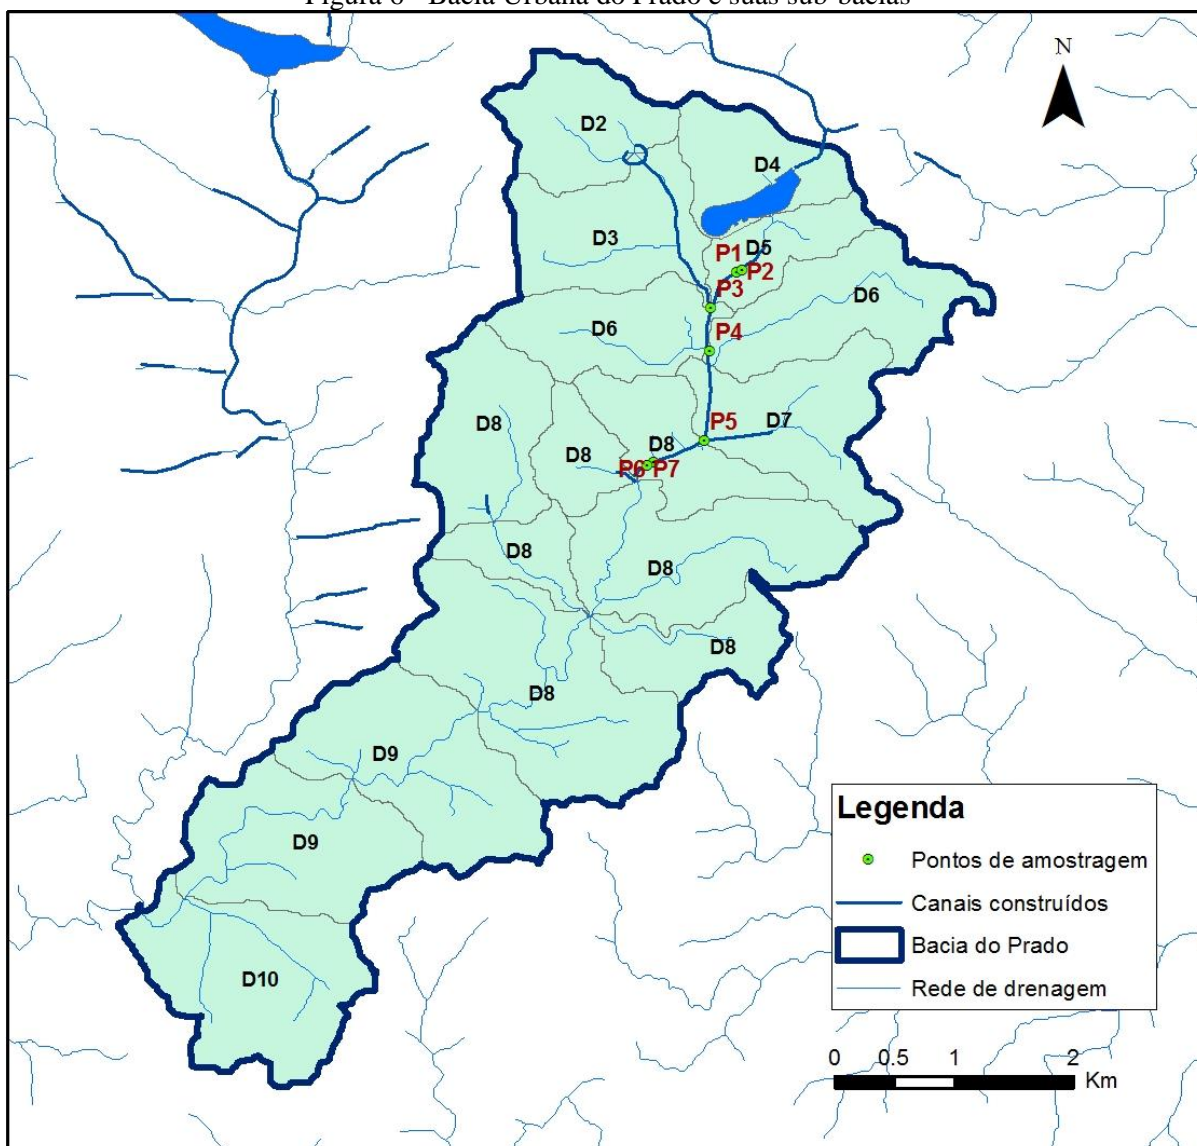 Figura 6 - Bacia Urbana do Prado e suas sub-bacias
N
D2
D4
D3
P1
D5
P2
P3
D6
D6
P4
P5
D7
D8
D8
D8
P6
P7
D8
D8
D8
D8
D9
D9
D10
Legenda
Pontos de amostragem
Canais construídos
Bacia do Prado
Rede de drenagem
0 0.5 1 2
Km